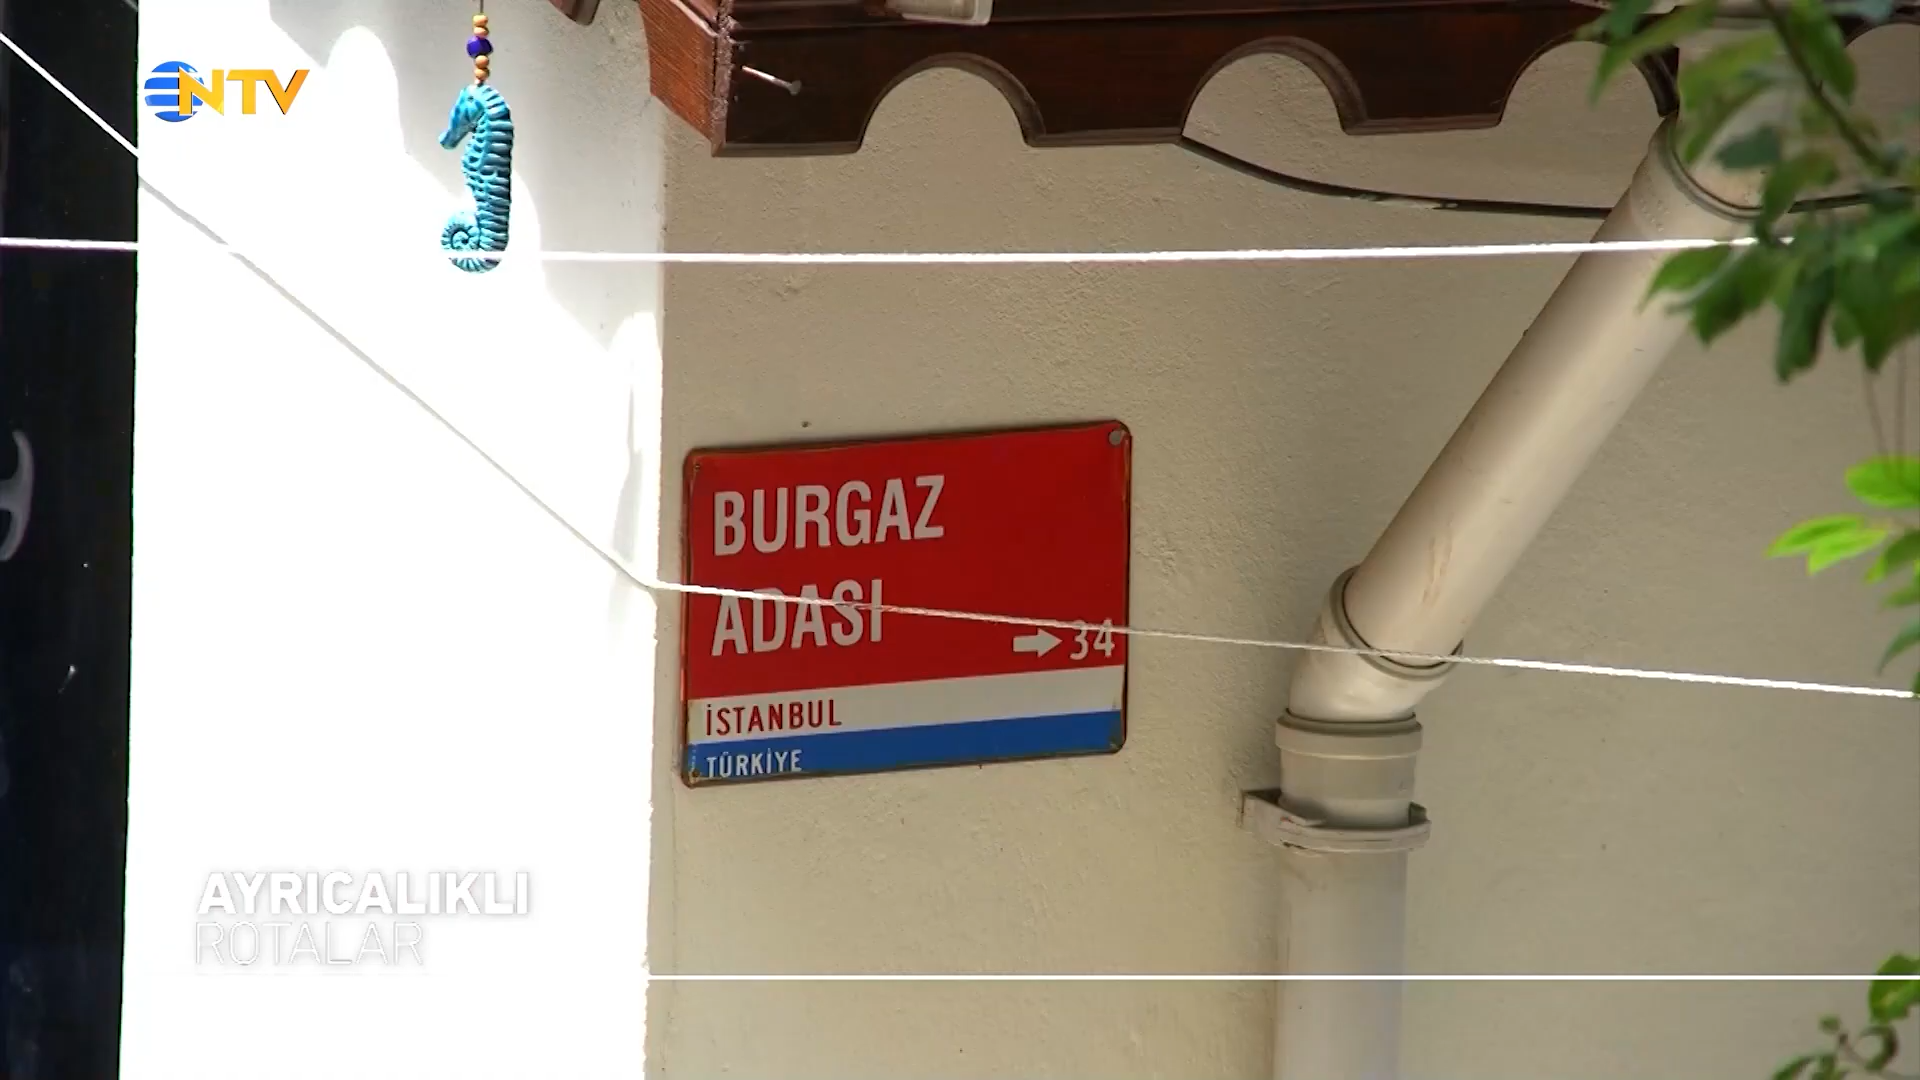 NTV
BURGAZ
ADASI
➡34
İSTANBUL
TÜRKİYE
AYRICALIKLI
ROTALAR